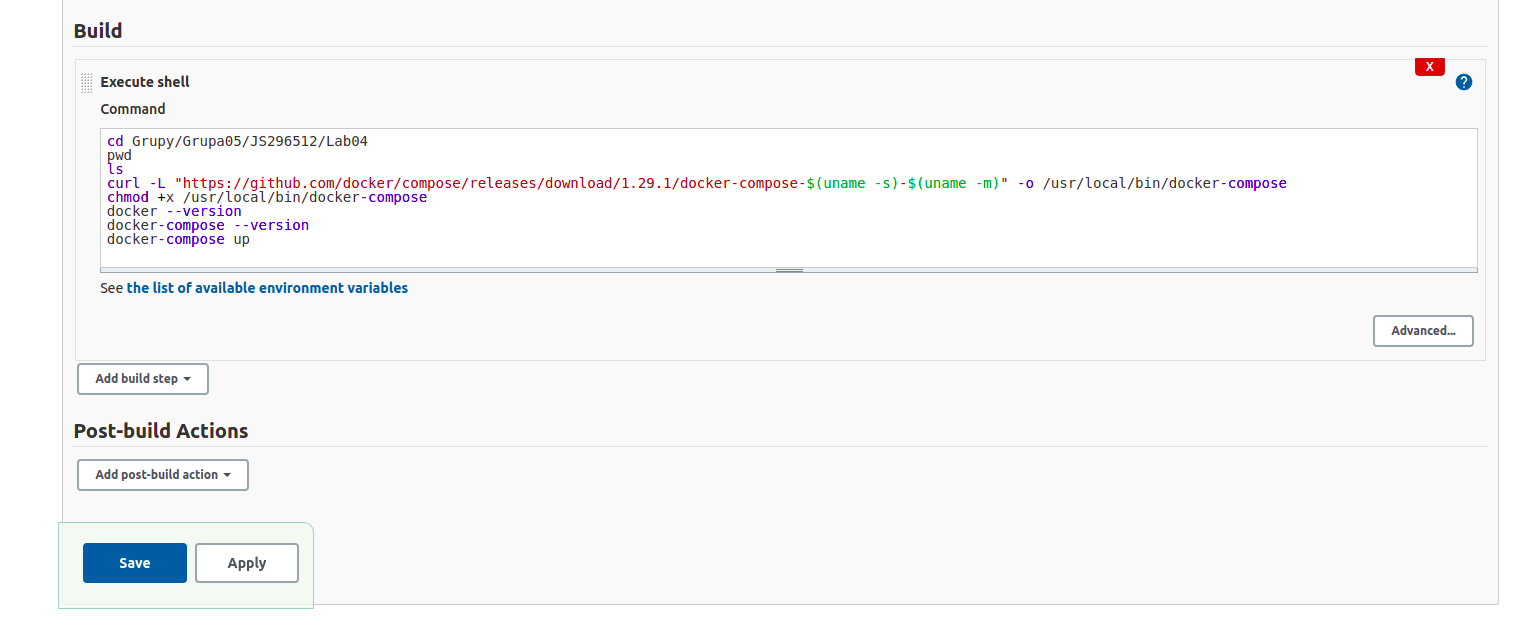 Build
Execute shell
X
?
Command
cd Grupy/Grupa05/JS296512/Lab04
pwd
ls
curl -L "https://github.com/docker/compose/releases/download/1.29.1/docker-compose-$(uname -s)-$(uname -m)" -o /usr/local/bin/docker-compose
chmod +x /usr/local/bin/docker-compose
docker --version
docker-compose --version
docker-compose up
See the list of available environment variables
Advanced...
Add build step
Post-build Actions
Add post-build action
Save
Apply